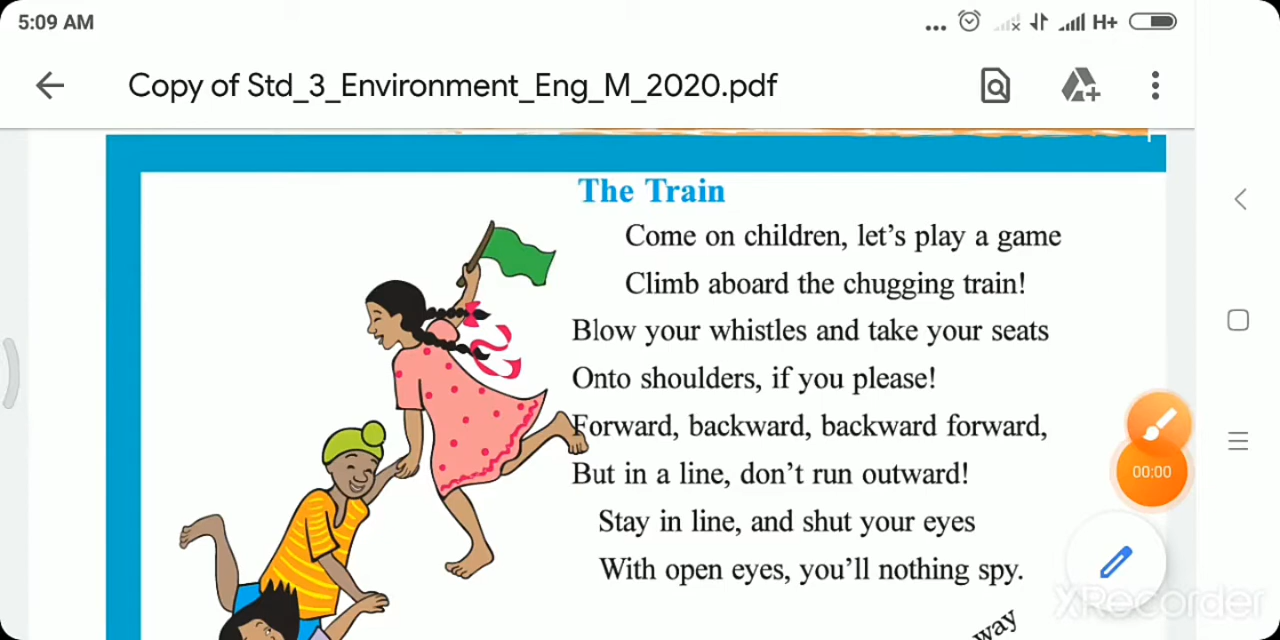 5:09 AM
H+
Copy of Std_3_Environment_Eng_M_2020.pdf
The Train
Come on children, let's play a game
Climb aboard the chugging train!
Blow your whistles and take your seats
Onto shoulders, if you please!
Forward, backward, backward forward,
But in a line, don't run outward!
00:00
Stay in line, and shut your eyes
With open eyes, you'll nothing spy.
XRecorder
way